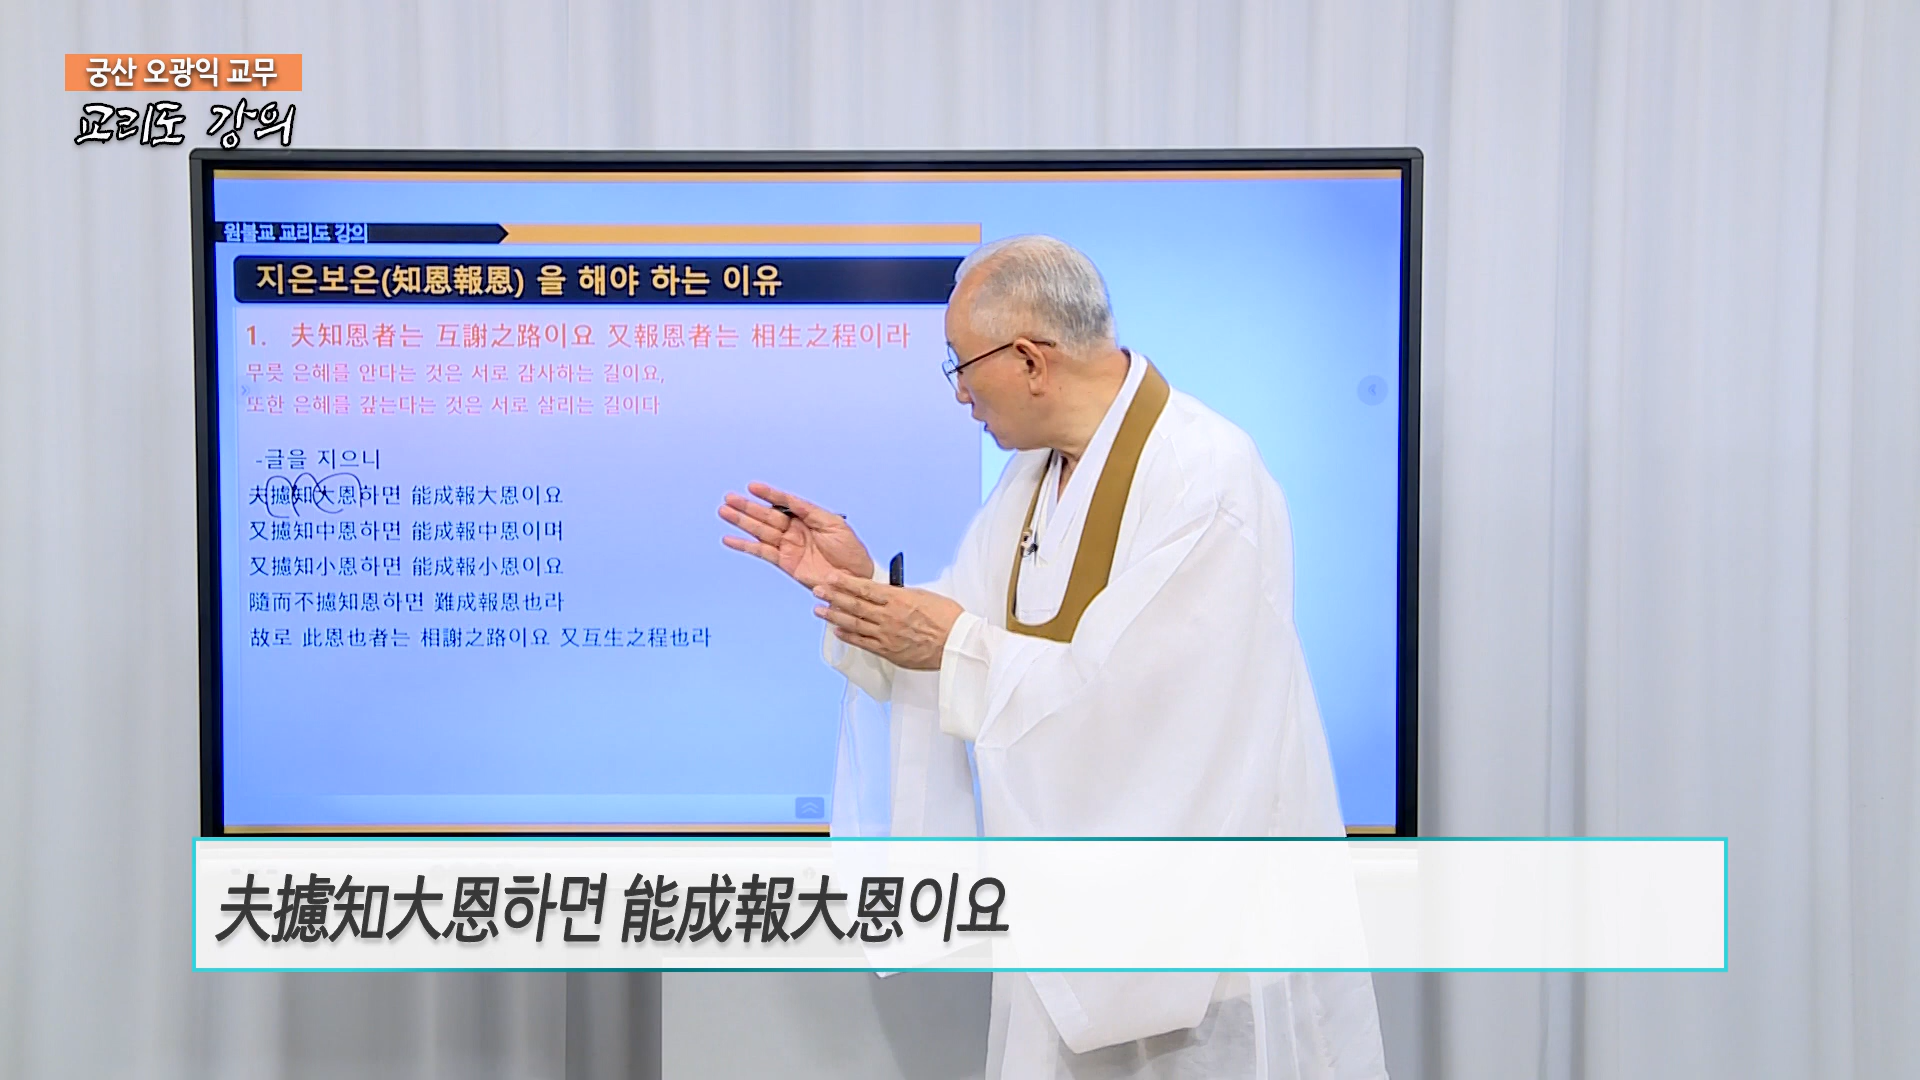 궁산 오광익 교무
교리도 강의
원불교 교리도 강의
지은보은(知恩報恩) 을 해야 하는 이유
1. 夫知恩者는 互謝之路이요 又報恩者는 相生之程이라
무릇 은혜를 안다는 것은 서로 감사하는 길이요,
또한 은혜를 갚는다는 것은 서로 살리는 길이다
-글을 지으니
夫攄知大恩하면 能成報大恩이요
又攄知中恩하면 能成報中恩이며
又攄知小恩하면 能成報小恩이요
隨而不攄知恩하면 難成報恩也라
故로 此恩也者는 相謝之路이요 又互生之程也라
夫攄知大恩하면 能成報大恩이요